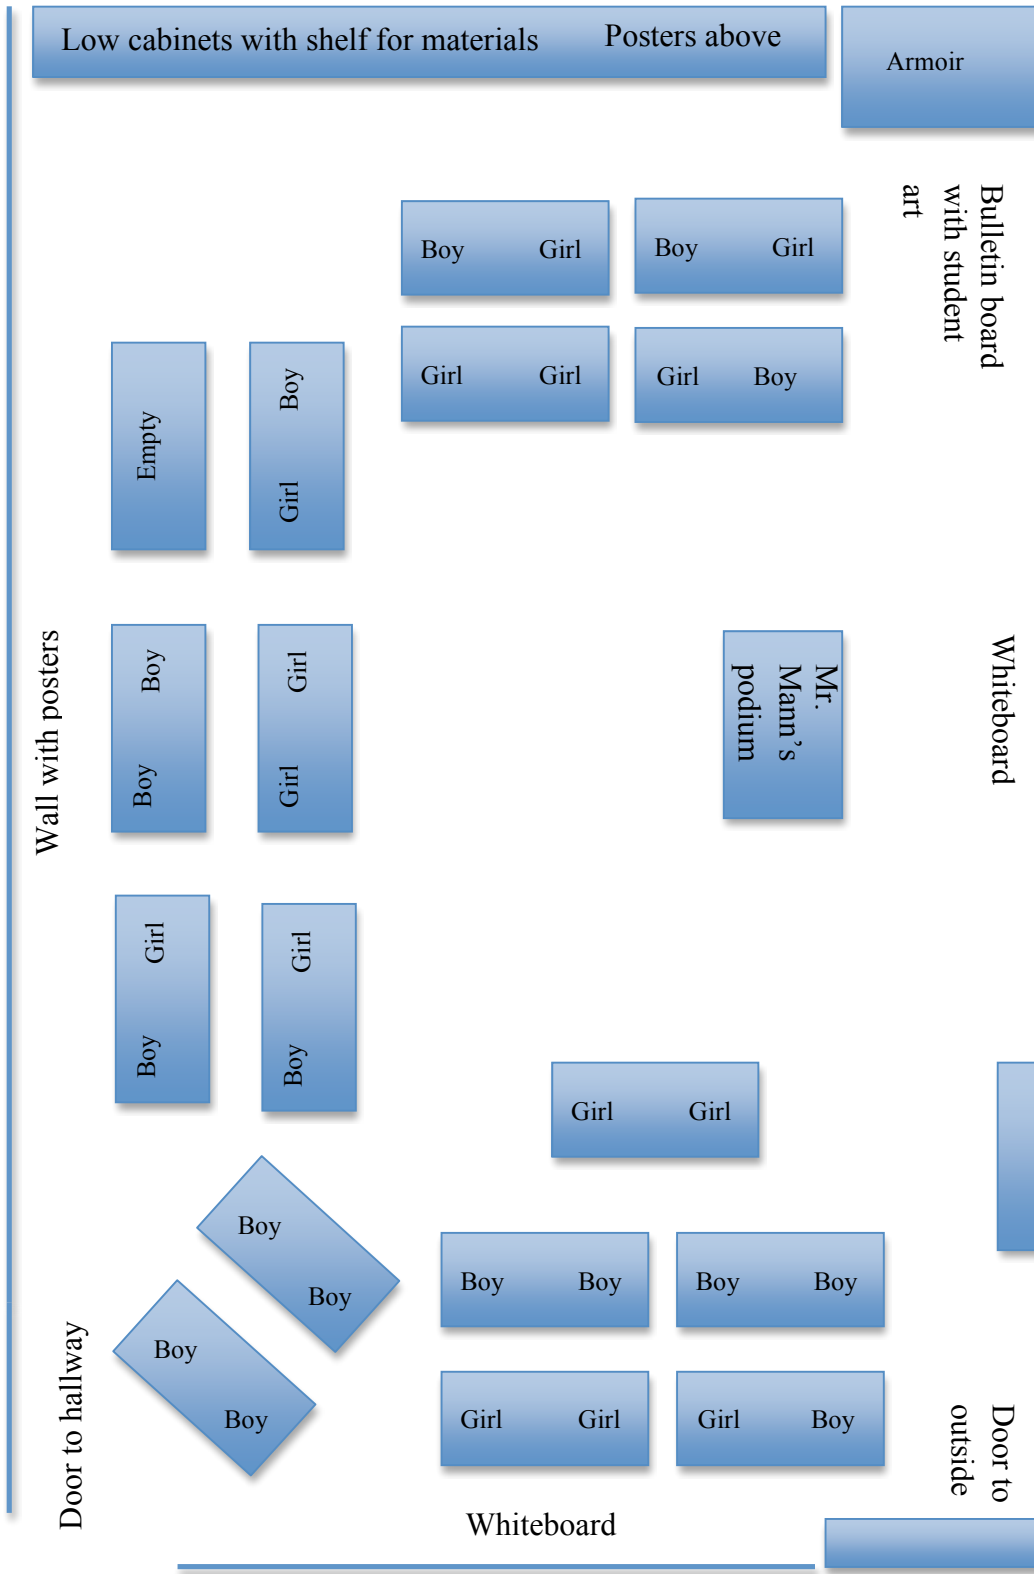 Low cabinets with shelf for materials Posters above
Armoir
Bulletin board
with student
art
Boy Girl
Boy Girl
Girl Girl
Girl Boy
Empty
Girl Boy
Wall with posters
Boy Boy
Girl Girl
Mr.
Mann's
podium
Whiteboard
Boy Girl
Boy Girl
Girl Girl
Boy
Boy
Boy Boy
Boy Boy
Boy
Boy
Girl Girl
Girl Boy
Door to hallway
Door to
outside
Whiteboard